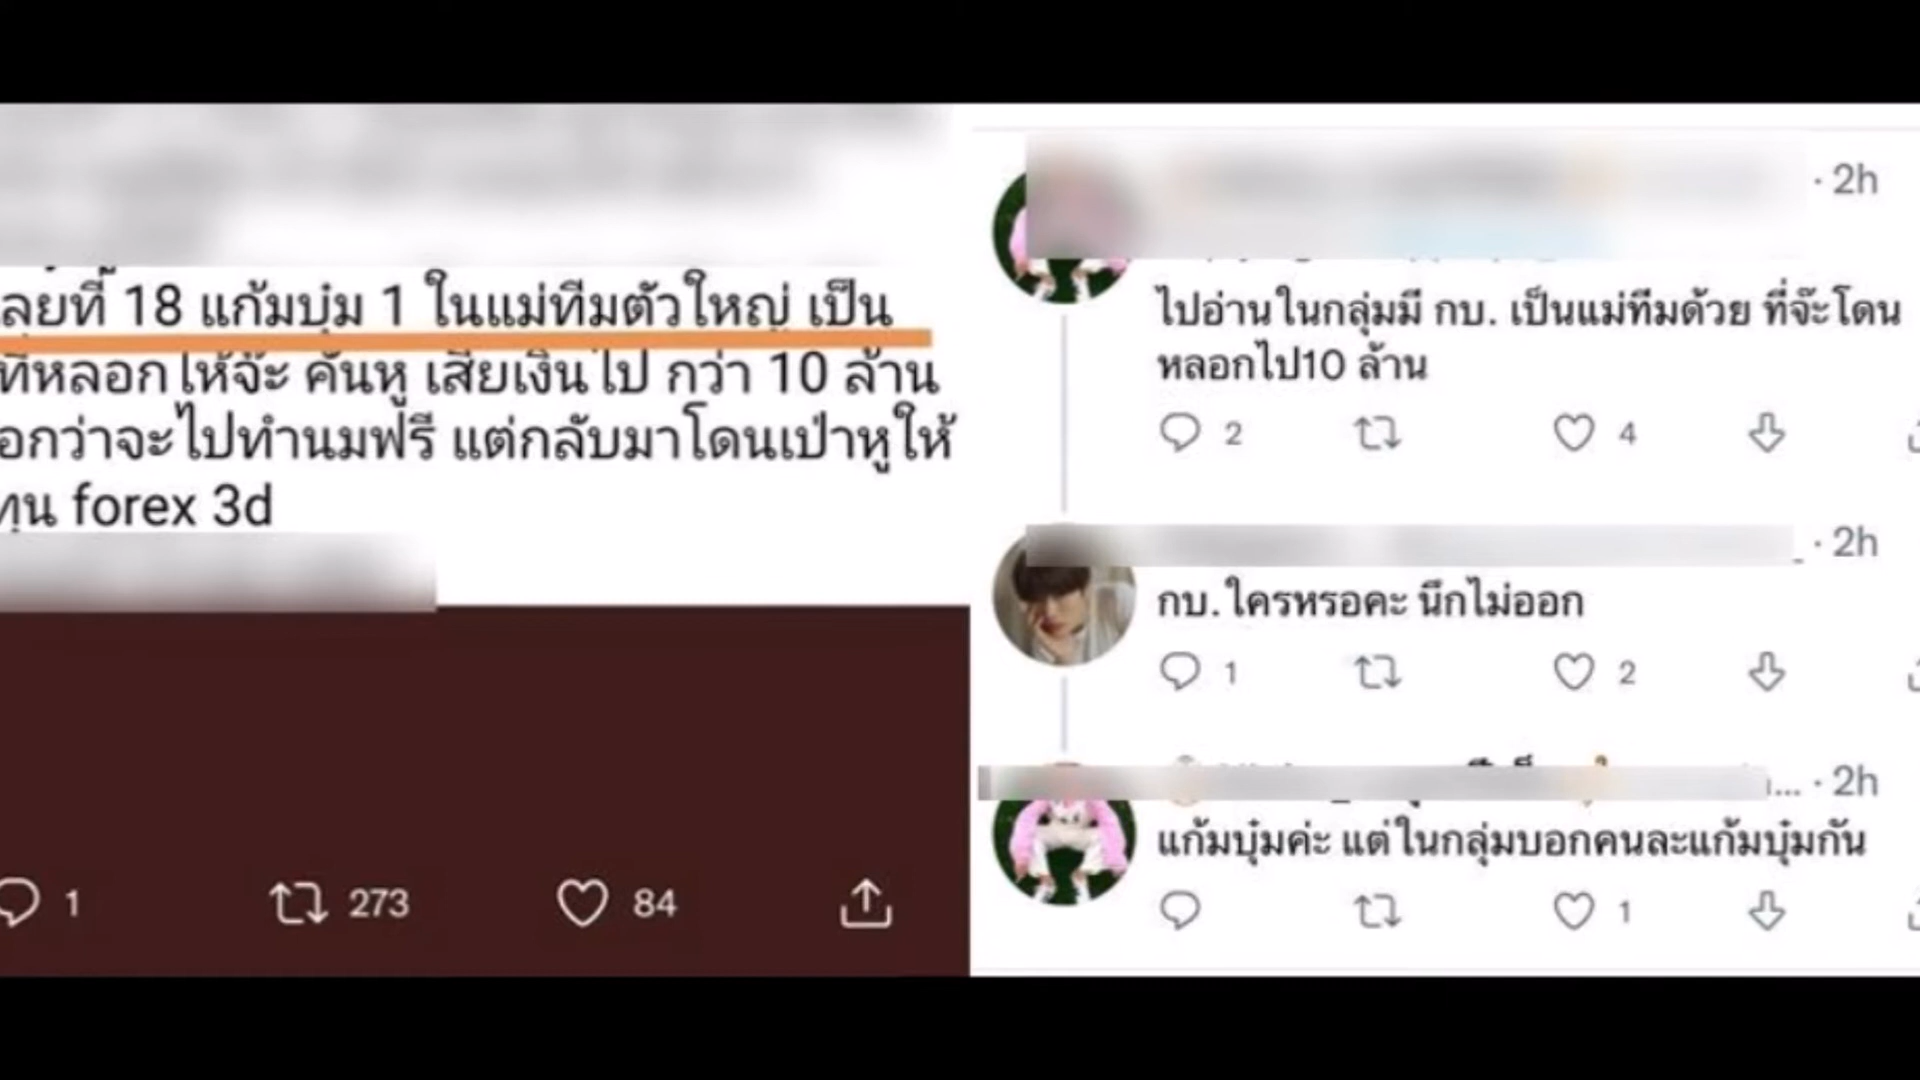 ลยที่ 18 แก้มบุ๋ม 1 ในแม่ทีมตัวใหญ่ เป็น
ที่หลอกให้จ๊ะ คันหู เสียเงินไป กว่า 10 ล้าน
อกว่าจะไปทำนมฟรี แต่กลับมาโดนเป่าหูให้
ทุน forex 3d
1 273 84
· 2h
ไปอ่านในกลุ่มมี กบ. เป็นแม่ทีมด้วย ที่จ๊ะโดน
หลอกไป10 ล้าน
2 4
· 2h
กบ.ใครหรอคะ นึกไม่ออก
1 2
... · 2h
แก้มบุ๋มค่ะ แต่ในกลุ่มบอกคนละแก้มบุ๋มกัน
1